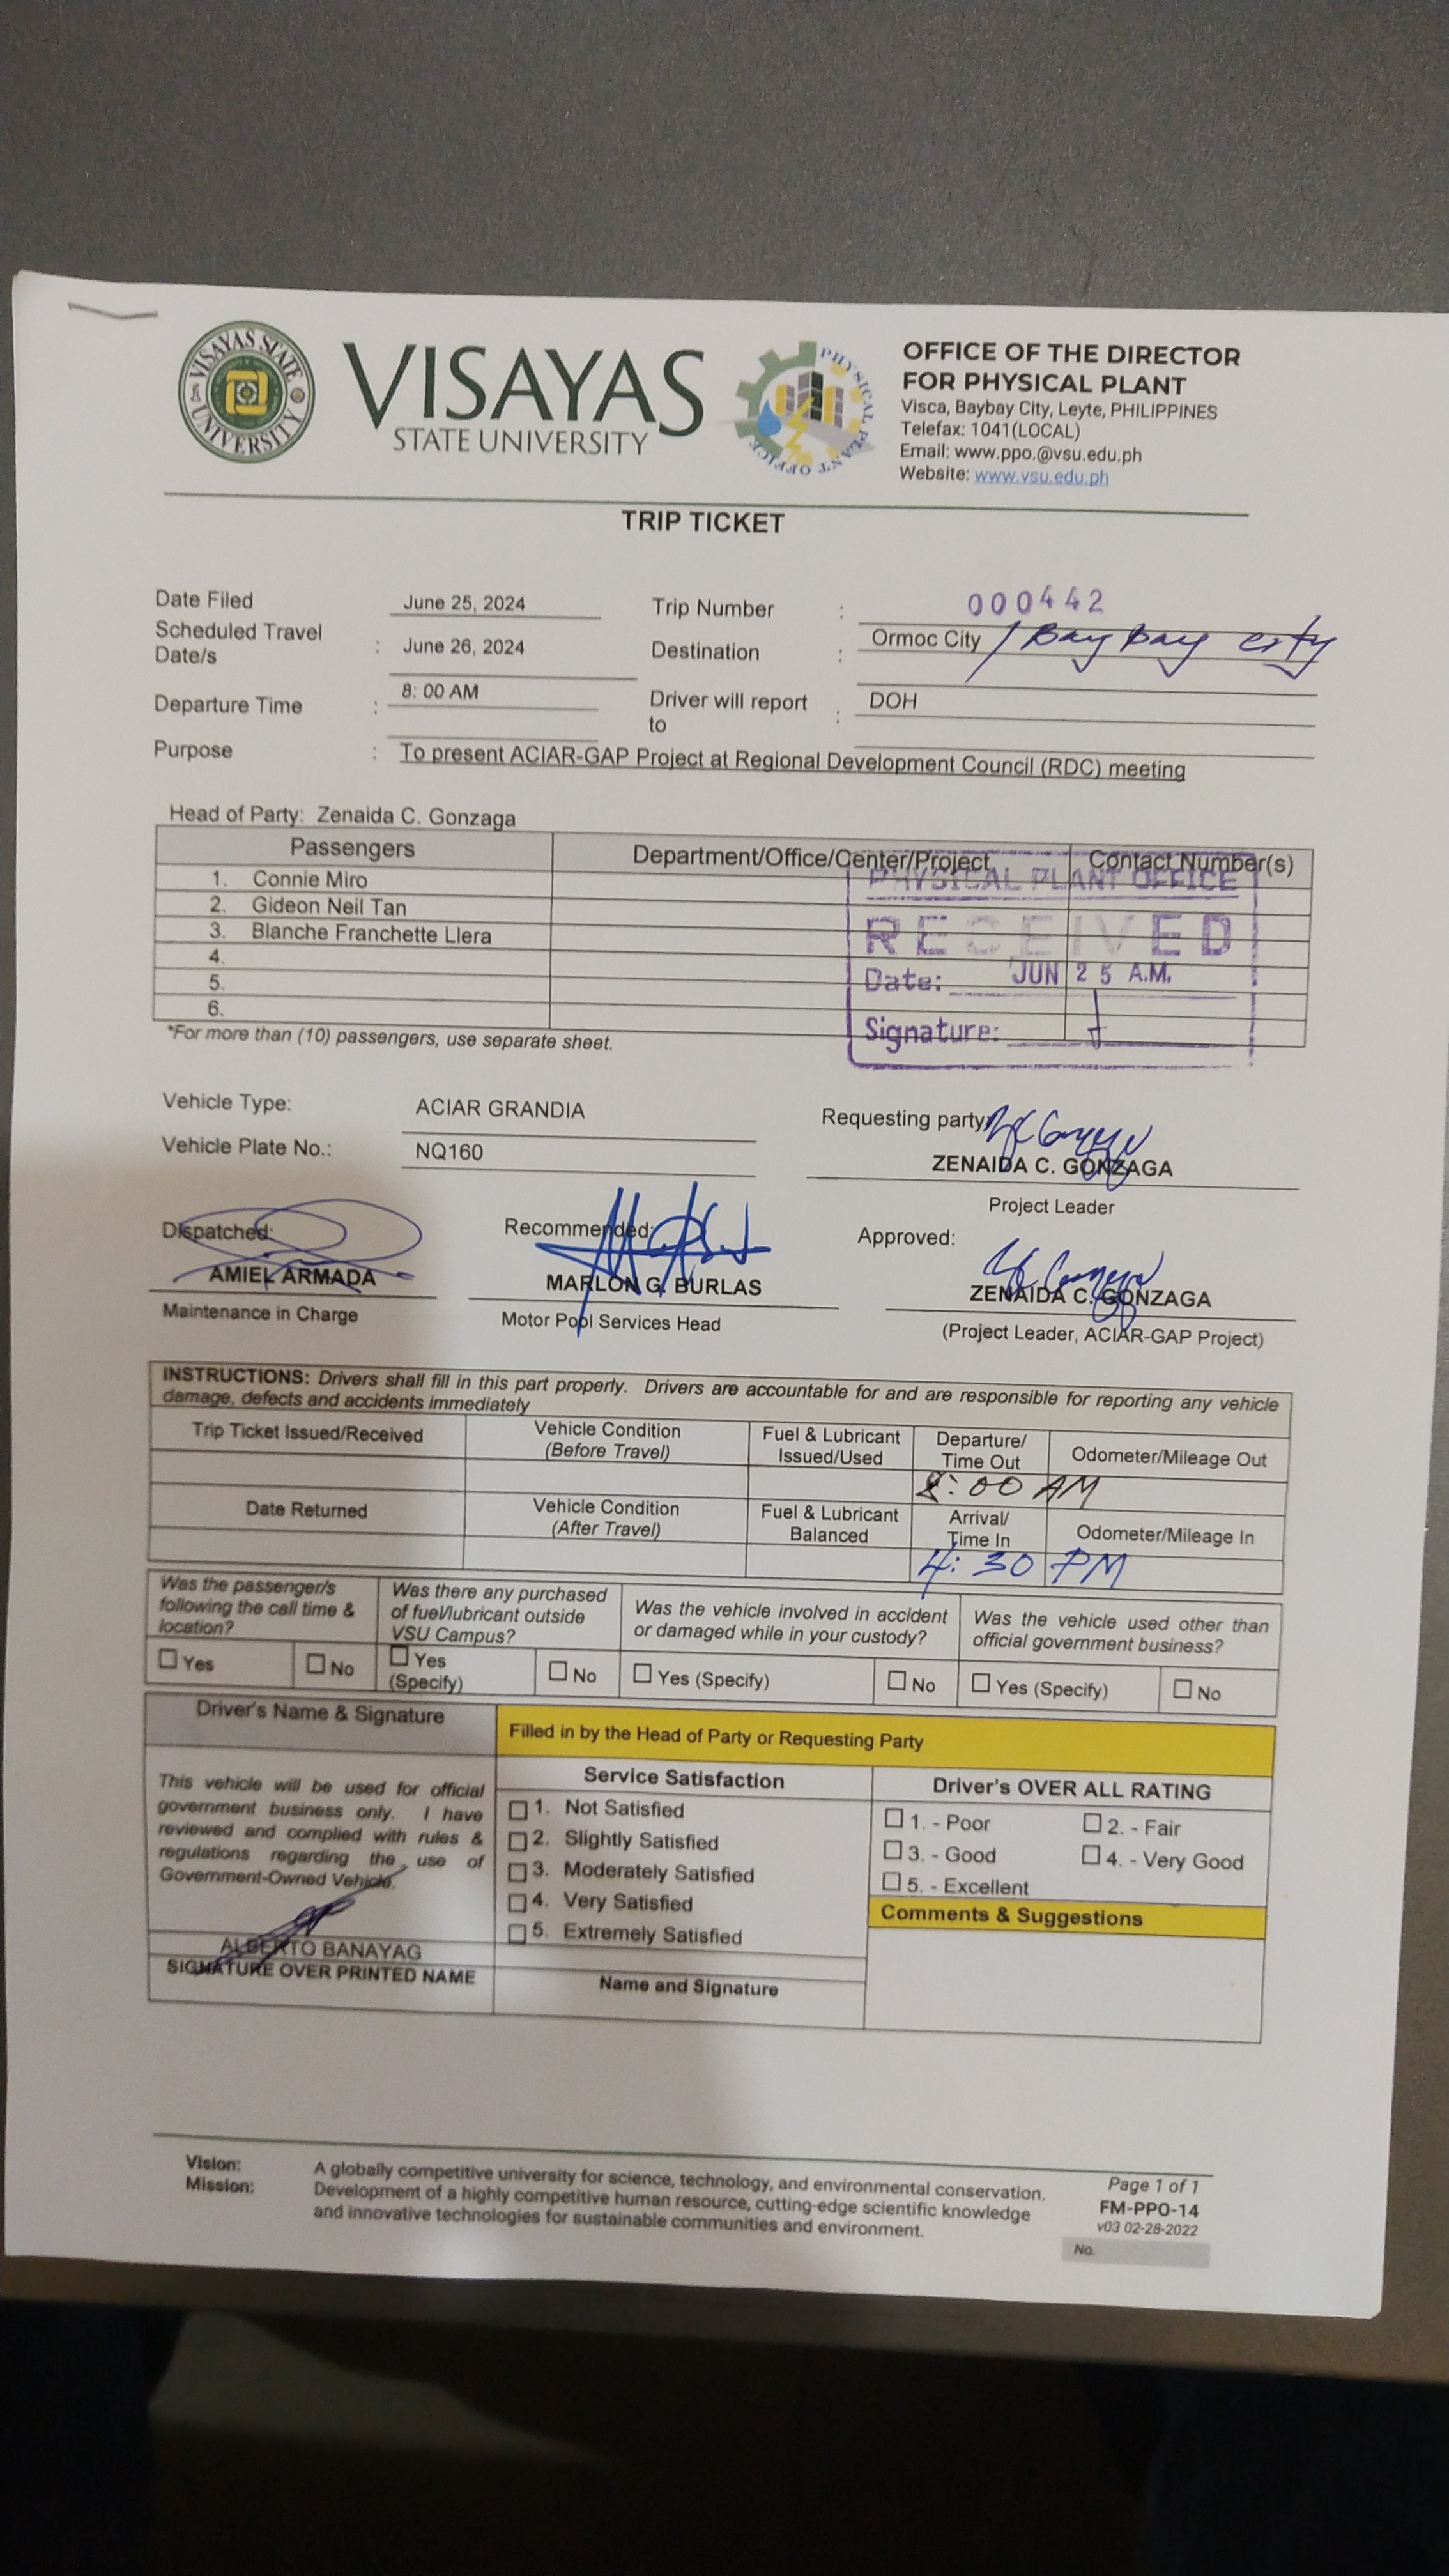 VISAYAS STATE UNIVERSITY
VISAYAS
STATE UNIVERSITY
PHYSICAL PLANT OFFICE
OFFICE OF THE DIRECTOR
FOR PHYSICAL PLANT
Visca, Baybay City, Leyte, PHILIPPINES
Telefax: 1041(LOCAL)
Email: www.ppo.@vsu.edu.ph
Website: www.vsu.edu.ph
TRIP TICKET
Date Filed June 25, 2024 Trip Number : 000442
Scheduled Travel Date/s : June 26, 2024 Destination : Ormoc City / Baybay City
Departure Time : 8: 00 AM Driver will report to : DOH
Purpose : To present ACIAR-GAP Project at Regional Development Council (RDC) meeting
Head of Party: Zenaida C. Gonzaga
Passengers Department/Office/Center/Project Contact Number(s)
1. Connie Miro
2. Gideon Neil Tan
3. Blanche Franchette Llera
4.
5.
6.
PHYSICAL PLANT OFFICE
RECEIVED
Date: JUN 25 A.M.
Signature:
*For more than (10) passengers, use separate sheet.
Vehicle Type: ACIAR GRANDIA
Vehicle Plate No.: NQ160
Requesting party:
ZENAIDA C. GONZAGA
Project Leader
Dispatched: Recommended: Approved:
AMIEL ARMADA MARLON G. BURLAS ZENAIDA C. GONZAGA
Maintenance in Charge Motor Pool Services Head (Project Leader, ACIAR-GAP Project)
INSTRUCTIONS: Drivers shall fill in this part properly. Drivers are accountable for and are responsible for reporting any vehicle
damage, defects and accidents immediately
Trip Ticket Issued/Received Vehicle Condition (Before Travel) Fuel & Lubricant Issued/Used Departure/ Time Out Odometer/Mileage Out
8:00 AM
Date Returned Vehicle Condition (After Travel) Fuel & Lubricant Balanced Arrival/ Time In Odometer/Mileage In
4:30 PM
Was the passenger/s following the call time & location? Was there any purchased of fuel/lubricant outside VSU Campus? Was the vehicle involved in accident or damaged while in your custody? Was the vehicle used other than official government business?
☐ Yes ☐ No ☐ Yes (Specify) ☐ No ☐ Yes (Specify) ☐ No ☐ Yes (Specify) ☐ No
Driver's Name & Signature
Filled in by the Head of Party or Requesting Party
This vehicle will be used for official
government business only. I have
reviewed and complied with rules &
regulations regarding the use of
Government-Owned Vehicle.
ALBERTO BANAYAG
SIGNATURE OVER PRINTED NAME
Service Satisfaction
☐ 1. Not Satisfied
☐ 2. Slightly Satisfied
☐ 3. Moderately Satisfied
☐ 4. Very Satisfied
☐ 5. Extremely Satisfied
Name and Signature
Driver's OVER ALL RATING
☐ 1. - Poor ☐ 2. - Fair
☐ 3. - Good ☐ 4. - Very Good
☐ 5. - Excellent
Comments & Suggestions
Vision: A globally competitive university for science, technology, and environmental conservation.
Mission: Development of a highly competitive human resource, cutting-edge scientific knowledge
and innovative technologies for sustainable communities and environment.
Page 1 of 1
FM-PPO-14
v03 02-28-2022
No.